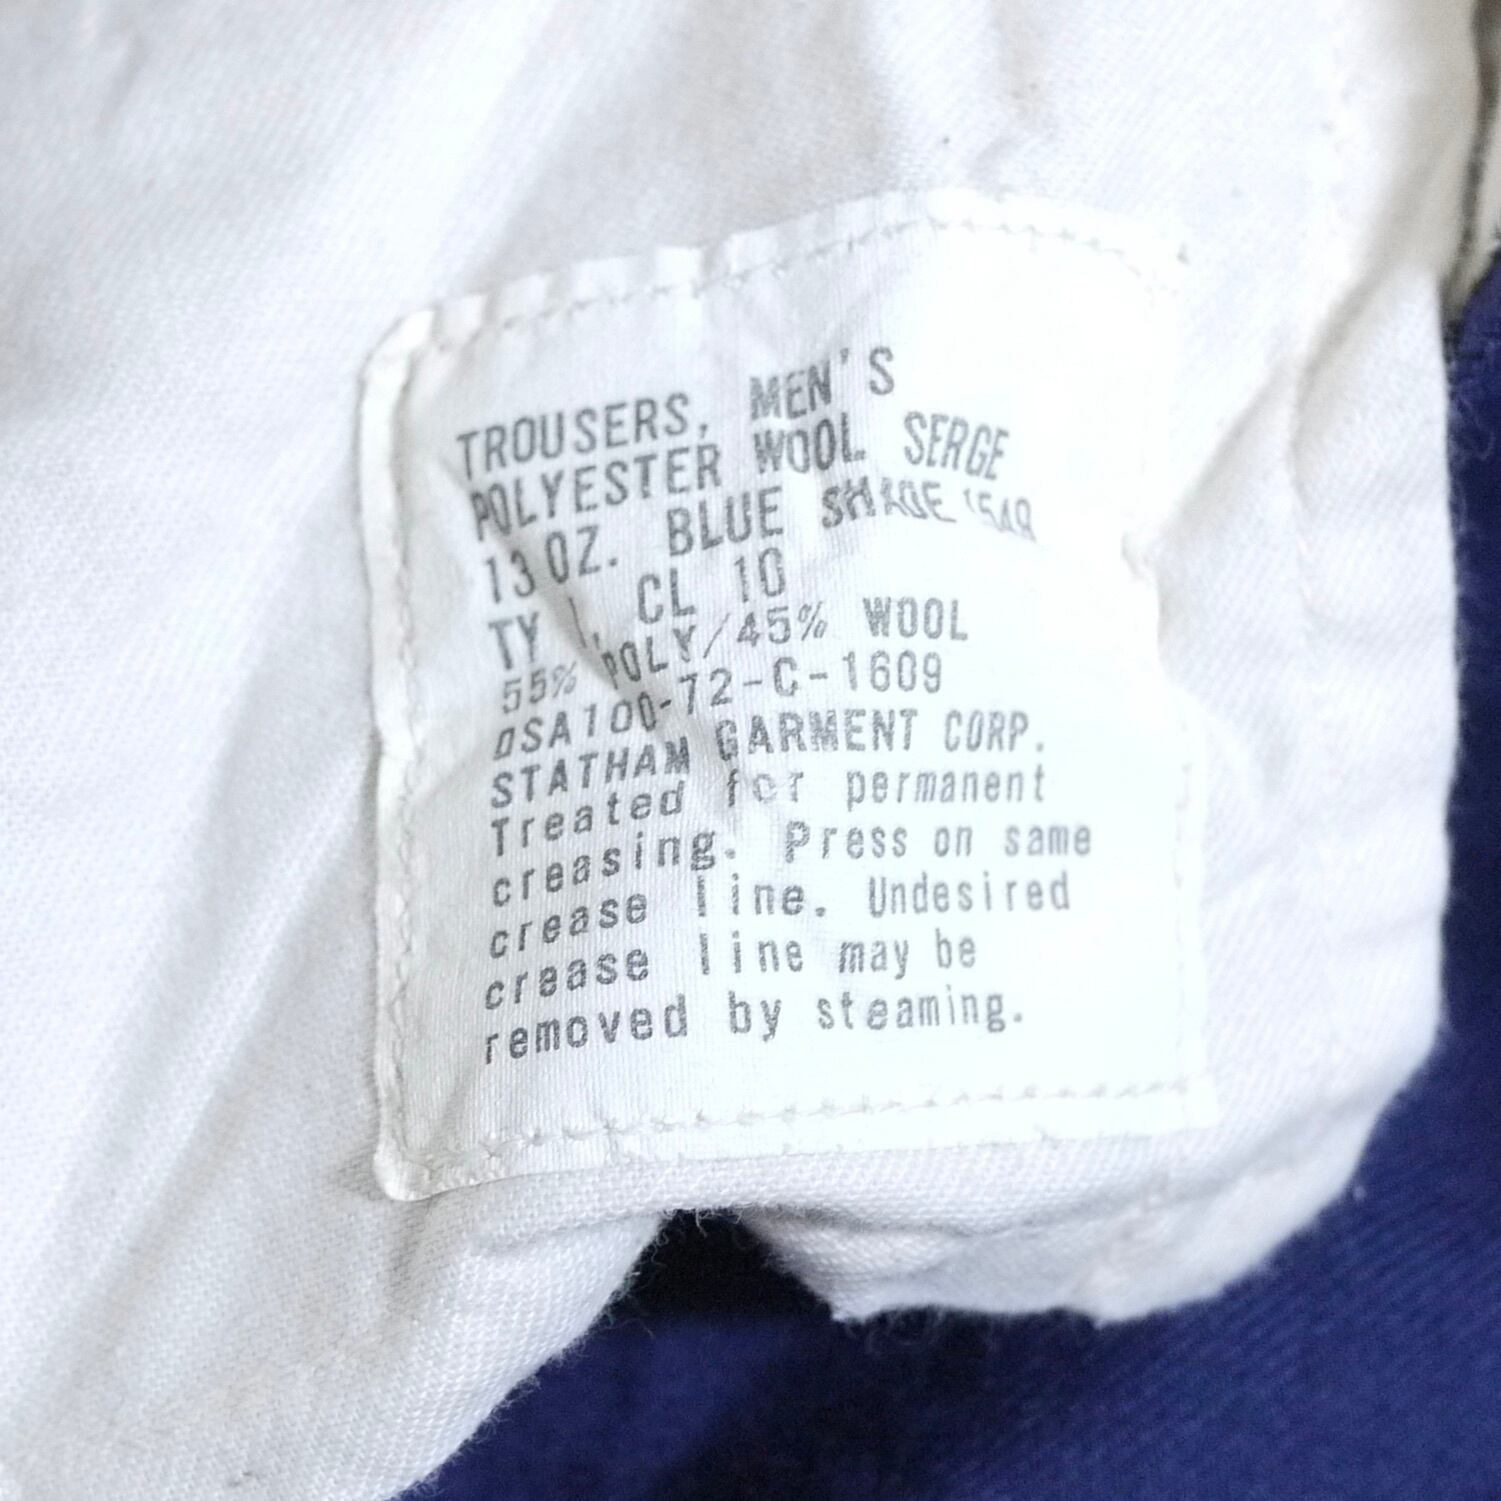 TROUSERS, MEN'S
POLYESTER WOOL SERGE
13 OZ. BLUE SHADE 1549
TY I, CL 10
55% POLY/45% WOOL
DSA100-72-C-1609
STATHAM GARMENT CORP.
Treated for permanent
creasing. Press on same
crease line. Undesired
crease line may be
removed by steaming.